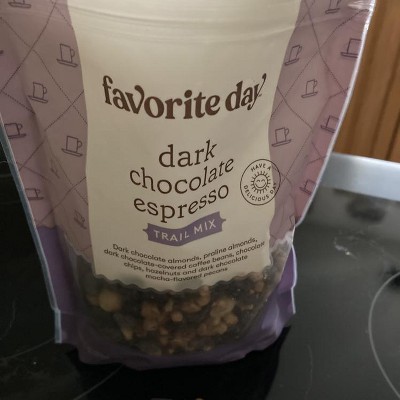 favorite day.
dark
chocolate
espresso
TRAIL MIX
HAVE A
DELICIOUS DAY
Dark chocolate almonds, praline almonds,
dark chocolate-covered coffee beans, chocolate
chips, hazelnuts and dark chocolate
mocha-flavored pecans